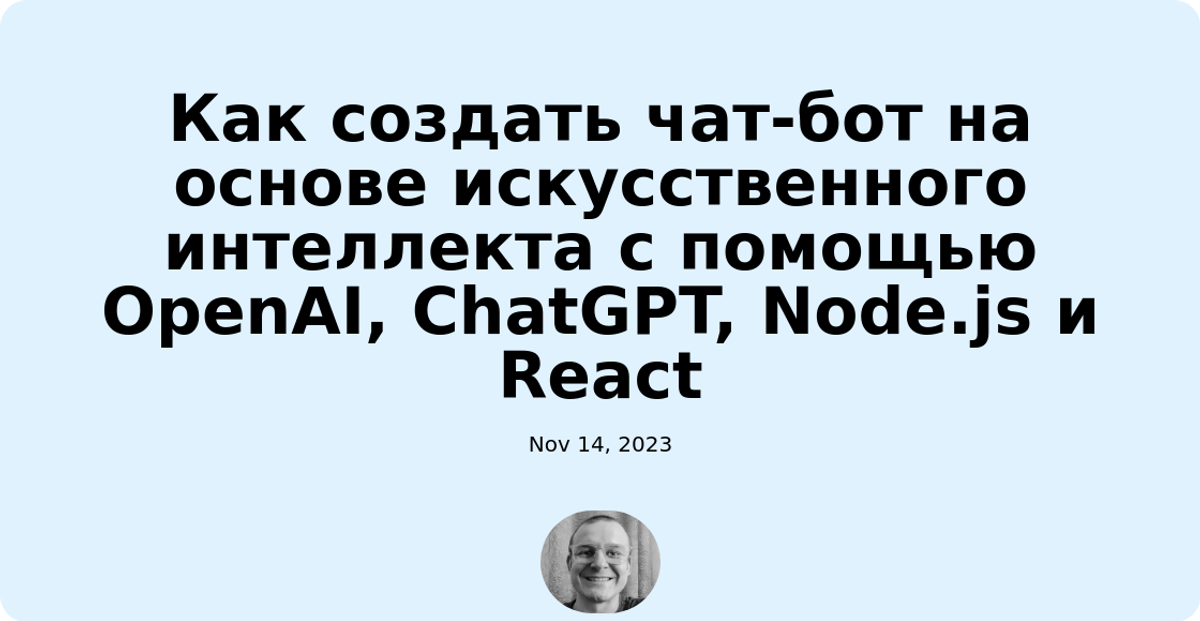 Как создать чат-бот на
основе искусственного
интеллекта с помощью
OpenAI, ChatGPT, Node.js и
React
Nov 14, 2023